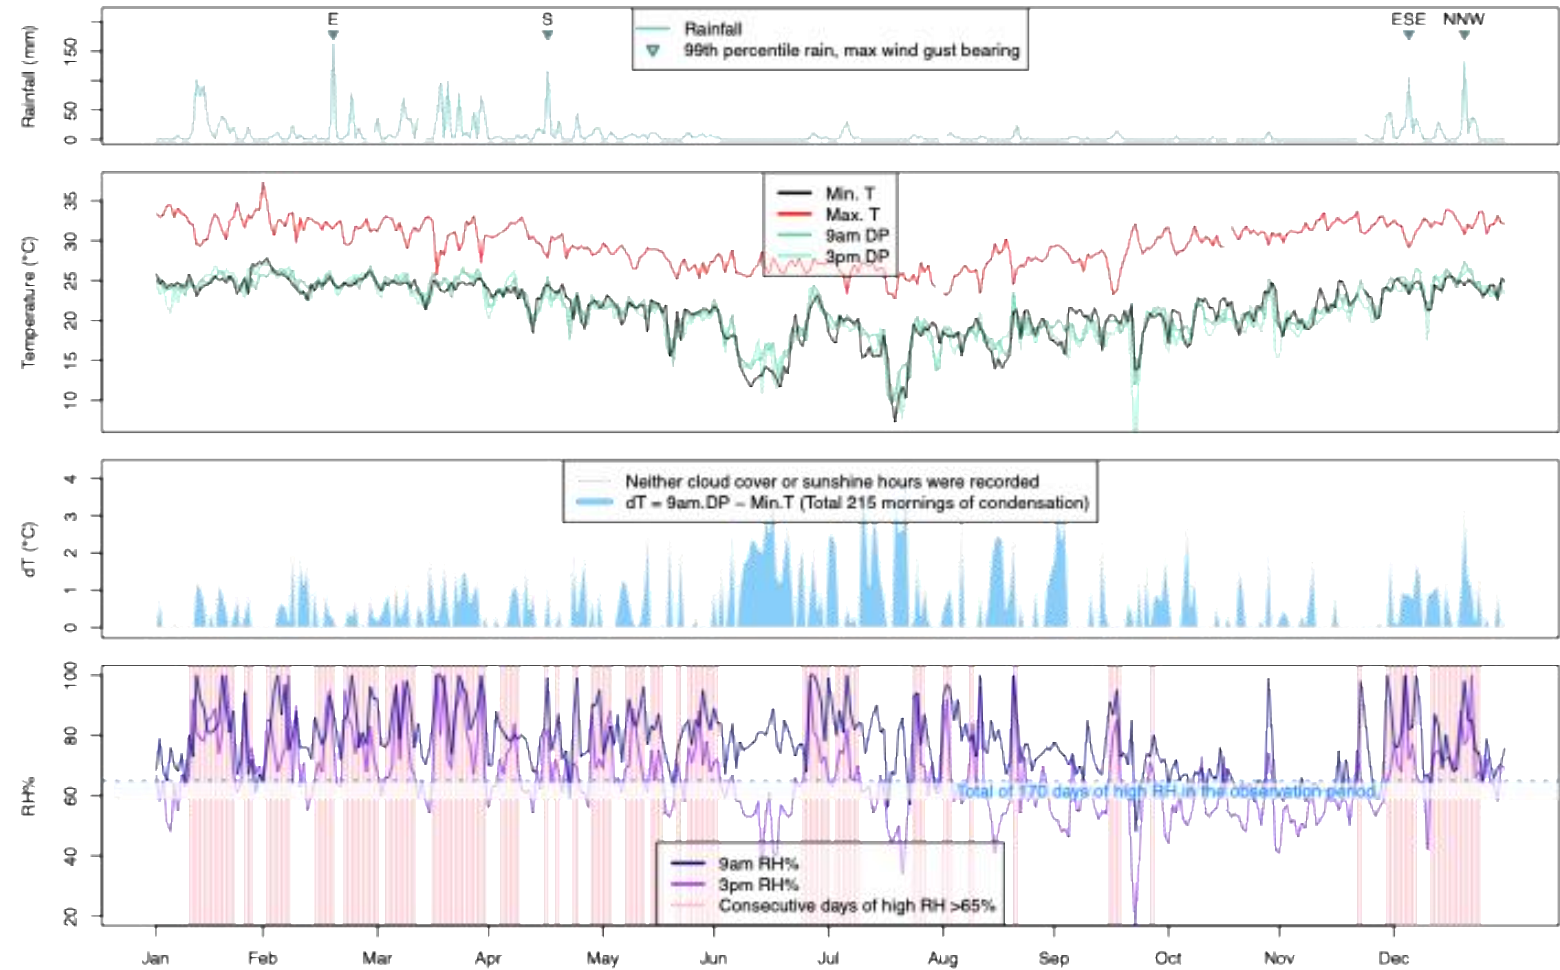 E S ESE NNW
Rainfall
99th percentile rain, max wind gust bearing
Rainfall (mm)
150
50
0
Min. T
Max. T
9am DP
3pm DP
Temperature (°C)
35
30
25
20
15
10
Neither cloud cover or sunshine hours were recorded
dT = 9am.DP – Min.T (Total 215 mornings of condensation)
dT (°C)
4
3
2
1
0
RH%
100
80
60
40
20
Total of 170 days of high RH in the observation period.
9am RH%
3pm RH%
Consecutive days of high RH >65%
Jan Feb Mar Apr May Jun Jul Aug Sep Oct Nov Dec